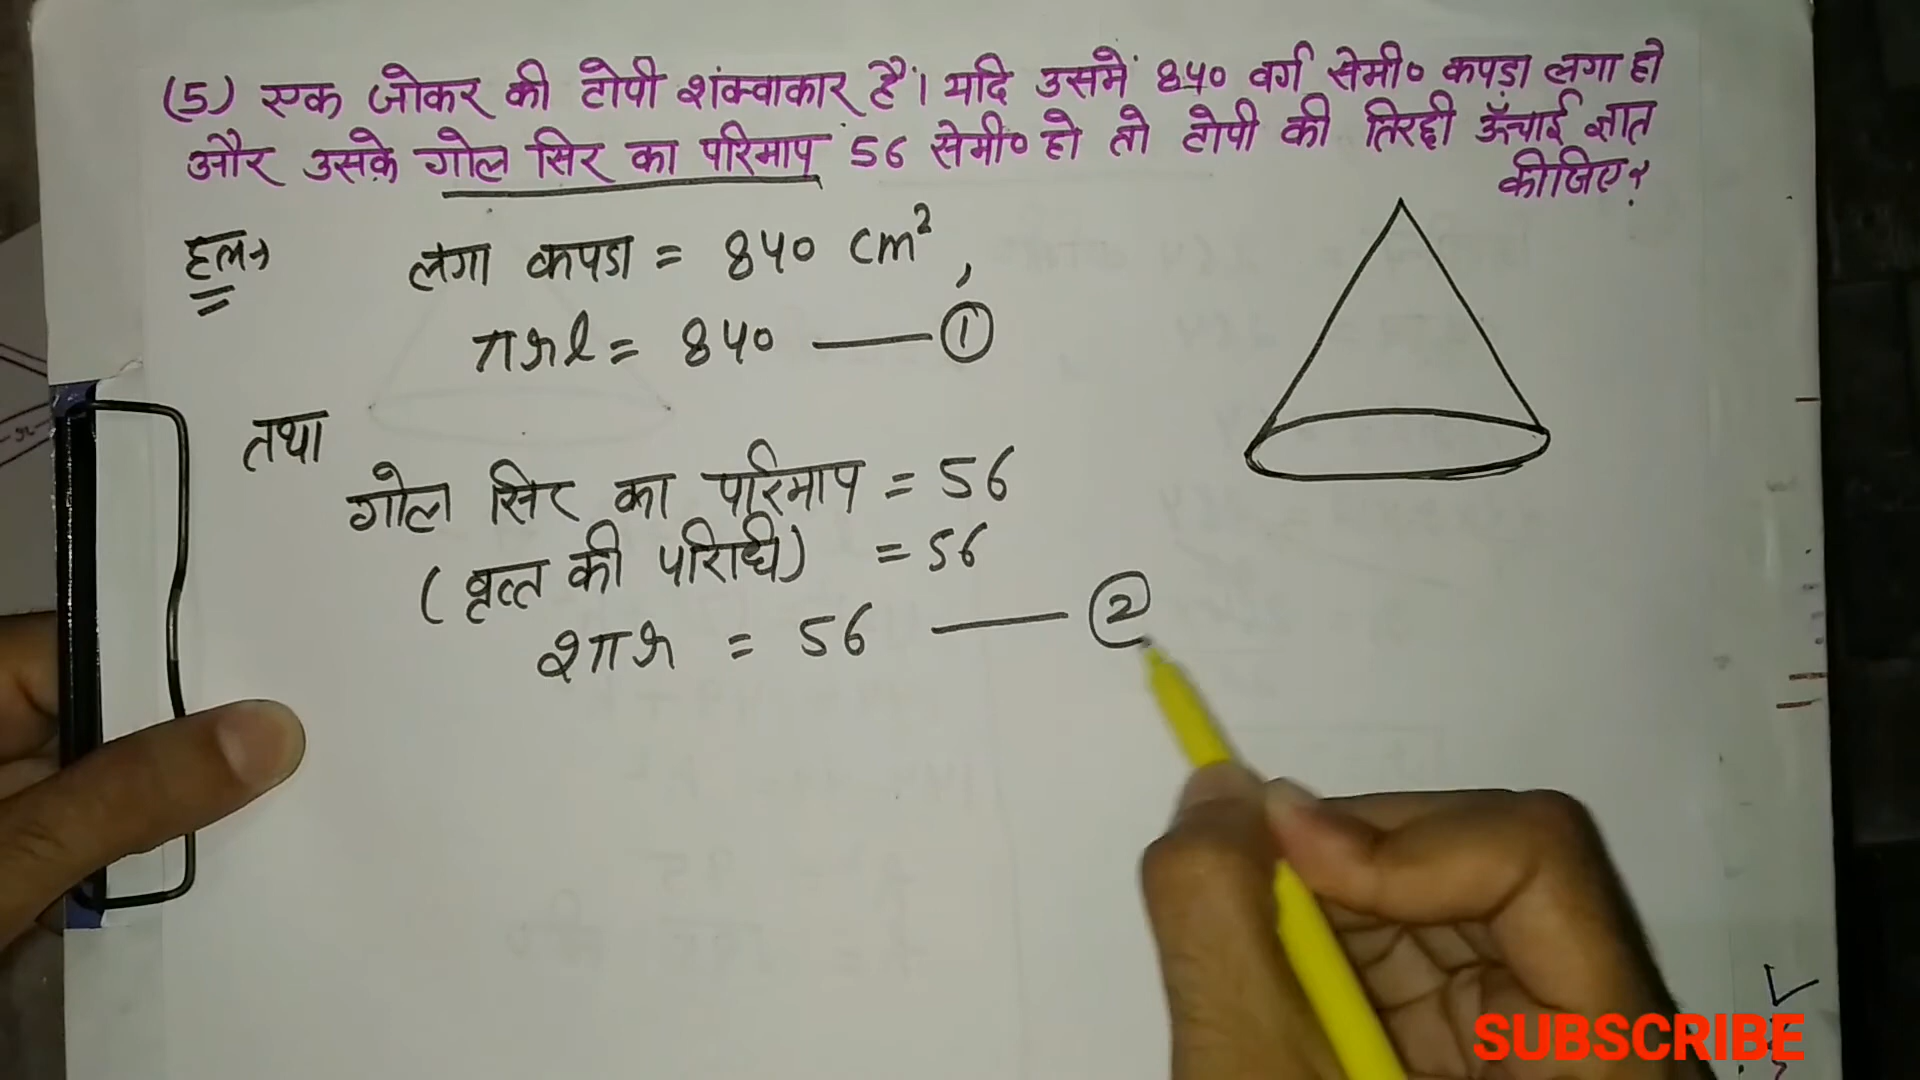 (5) एक जोकर की टोपी शंक्वाकार है। यदि उसमें 840 वर्ग सेमी० कपड़ा लगा हो
और उसके गोल सिर का परिमाप 56 सेमी० हो तो टोपी की तिरछी ऊँचाई ज्ञात
कीजिए?
हल→ लगा कपडा = 840 cm²,
πrl = 840 —— ①
तथा
गोल सिर का परिमाप = 56
(वृत्त की परिधि) = 56
2πr = 56 —— ②
SUBSCRIBE